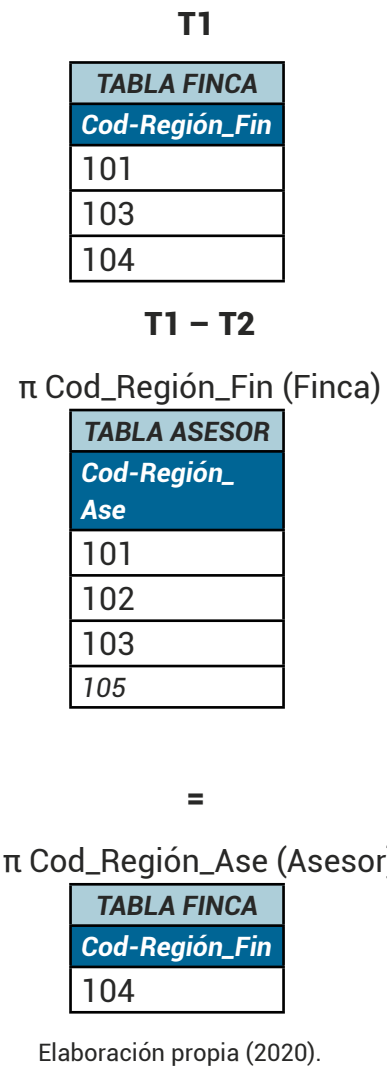 T1
TABLA FINCA
Cod-Región_Fin
101
103
104
T1 – T2
π Cod_Región_Fin (Finca)
TABLA ASESOR
Cod-Región_
Ase
101
102
103
105
=
π Cod_Región_Ase (Asesor)
TABLA FINCA
Cod-Región_Fin
104
Elaboración propia (2020).